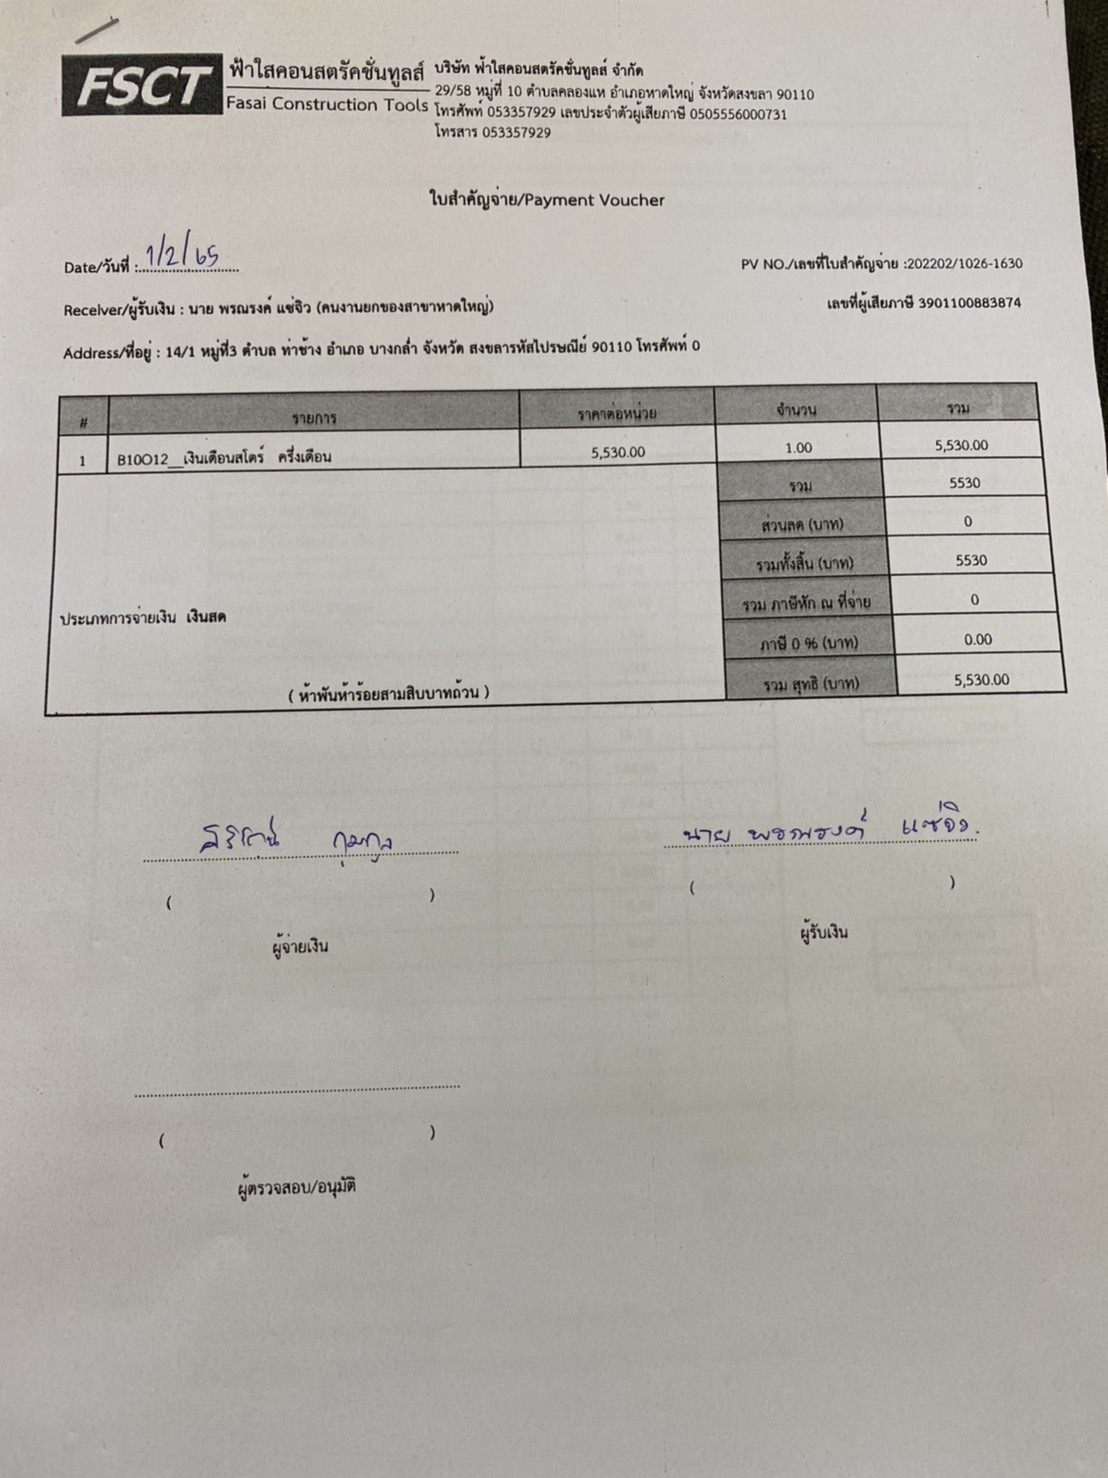 FSCT ฟ้าใสคอนสตรัคชั่นทูลส์
Fasai Construction Tools
บริษัท ฟ้าใสคอนสตรัคชั่นทูลส์ จำกัด
29/58 หมู่ที่ 10 ตำบลคลองแห อำเภอหาดใหญ่ จังหวัดสงขลา 90110
โทรศัพท์ 053357929 เลขประจำตัวผู้เสียภาษี 0505556000731
โทรสาร 053357929
ใบสำคัญจ่าย/Payment Voucher
Date/วันที่ : 1/2/65
PV NO./เลขที่ใบสำคัญจ่าย :202202/1026-1630
Receiver/ผู้รับเงิน : นาย พรณรงค์ แซ่จิว (คนงานยกของสาขาหาดใหญ่)
เลขที่ผู้เสียภาษี 3901100883874
Address/ที่อยู่ : 14/1 หมู่ที่3 ตำบล ท่าช้าง อำเภอ บางกล่ำ จังหวัด สงขลารหัสไปรษณีย์ 90110 โทรศัพท์ 0
# รายการ ราคาต่อหน่วย จำนวน รวม
1 B10O12__เงินเดือนสโตร์ ครึ่งเดือน 5,530.00 1.00 5,530.00
รวม 5530
ส่วนลด (บาท) 0
รวมทั้งสิ้น (บาท) 5530
ประเภทการจ่ายเงิน เงินสด
รวม ภาษีหัก ณ ที่จ่าย 0
ภาษี 0 % (บาท) 0.00
( ห้าพันห้าร้อยสามสิบบาทถ้วน )
รวม สุทธิ (บาท) 5,530.00
นาย พรณรงค์ แซ่จิว.
( ) ( )
ผู้จ่ายเงิน ผู้รับเงิน
( )
ผู้ตรวจสอบ/อนุมัติ